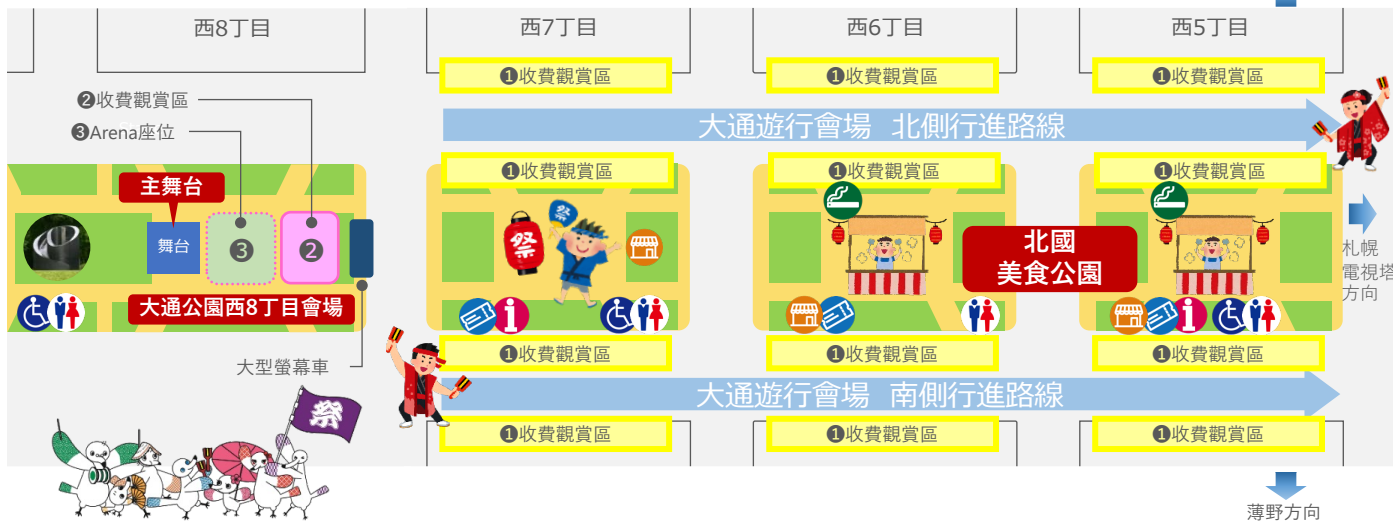 西8丁目
西7丁目
西6丁目
西5丁目
❶收費觀賞區
❶收費觀賞區
❶收費觀賞區
❷收費觀賞區
❸Arena座位
大通遊行會場 北側行進路線
❶收費觀賞區
❶收費觀賞區
❶收費觀賞區
主舞台
舞台
❸
❷
祭
祭
北國
美食公園
札幌
電視塔
方向
大通公園西8丁目會場
i
i
大型螢幕車
❶收費觀賞區
❶收費觀賞區
❶收費觀賞區
大通遊行會場 南側行進路線
祭
❶收費觀賞區
❶收費觀賞區
❶收費觀賞區
薄野方向